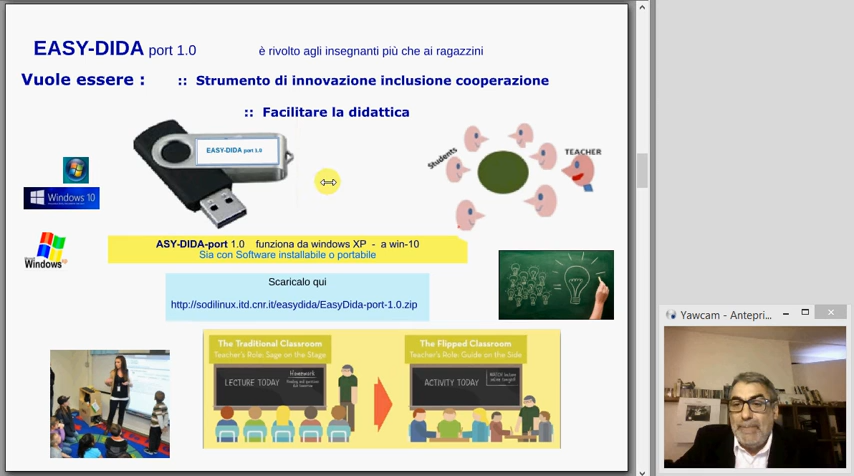 EASY-DIDA port 1.0
è rivolto agli insegnanti più che ai ragazzini
Vuole essere : :: Strumento di innovazione inclusione cooperazione
:: Facilitare la didattica
EASY-DIDA port 1.0
Students
TEACHER
Windows 10
Windows XP
ASY-DIDA-port 1.0 funziona da windows XP - a win-10
Sia con Software installabile o portabile
Scaricalo qui
http://sodilinux.itd.cnr.it/easydida/EasyDida-port-1.0.zip
Yawcam - Antepri...
The Traditional Classroom
Teacher's Role: Sage on the Stage
The Flipped Classroom
Teacher's Role: Guide on the Side
LECTURE TODAY
Homework
ACTIVITY TODAY